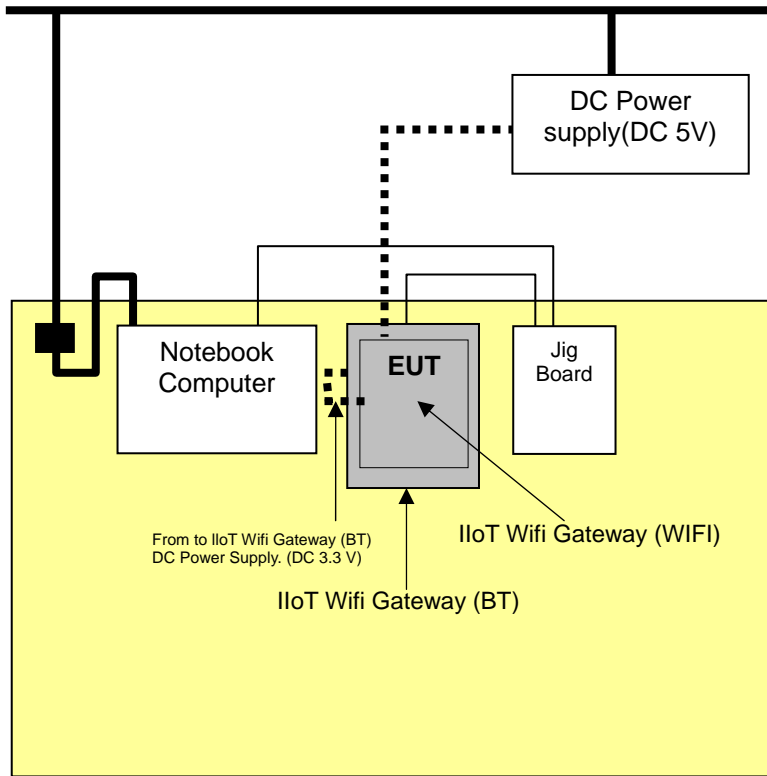 DC Power
supply(DC 5V)
Notebook
Computer
EUT
Jig
Board
From to IIoT Wifi Gateway (BT)
DC Power Supply. (DC 3.3 V)
IIoT Wifi Gateway (WIFI)
IIoT Wifi Gateway (BT)